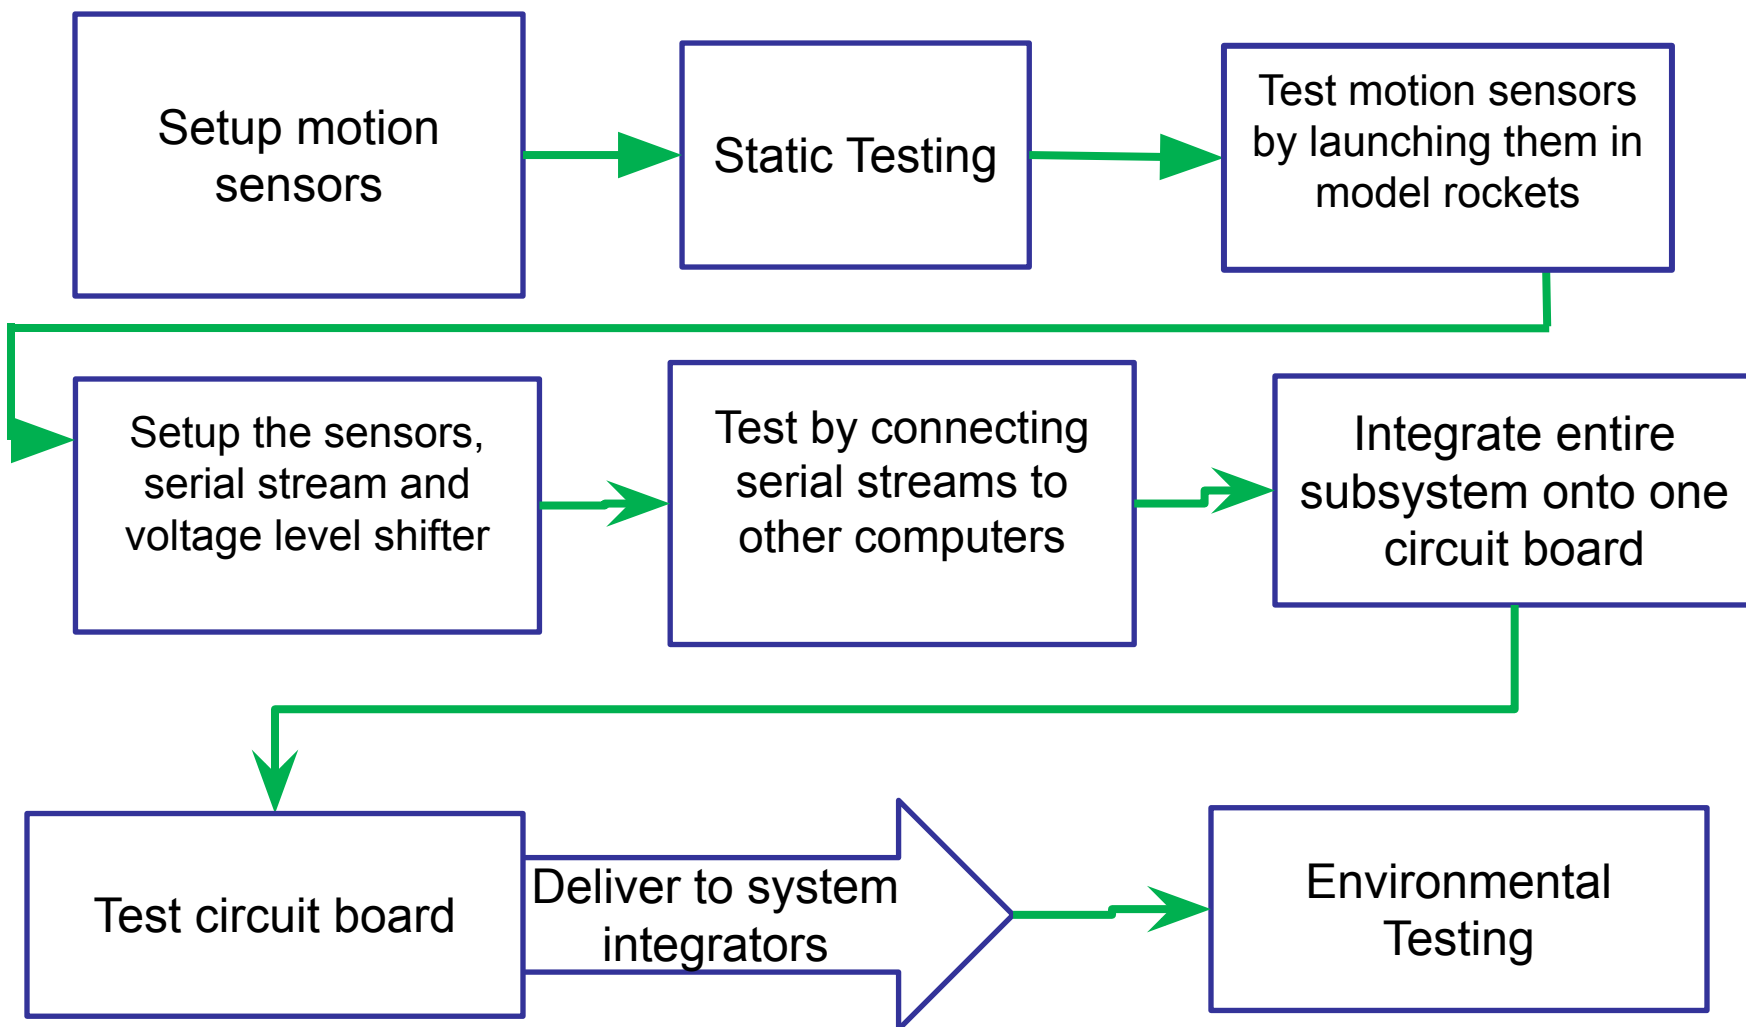 Setup motion
sensors
Static Testing
Test motion sensors
by launching them in
model rockets
Setup the sensors,
serial stream and
voltage level shifter
Test by connecting
serial streams to
other computers
Integrate entire
subsystem onto one
circuit board
Test circuit board
Deliver to system
integrators
Environmental
Testing